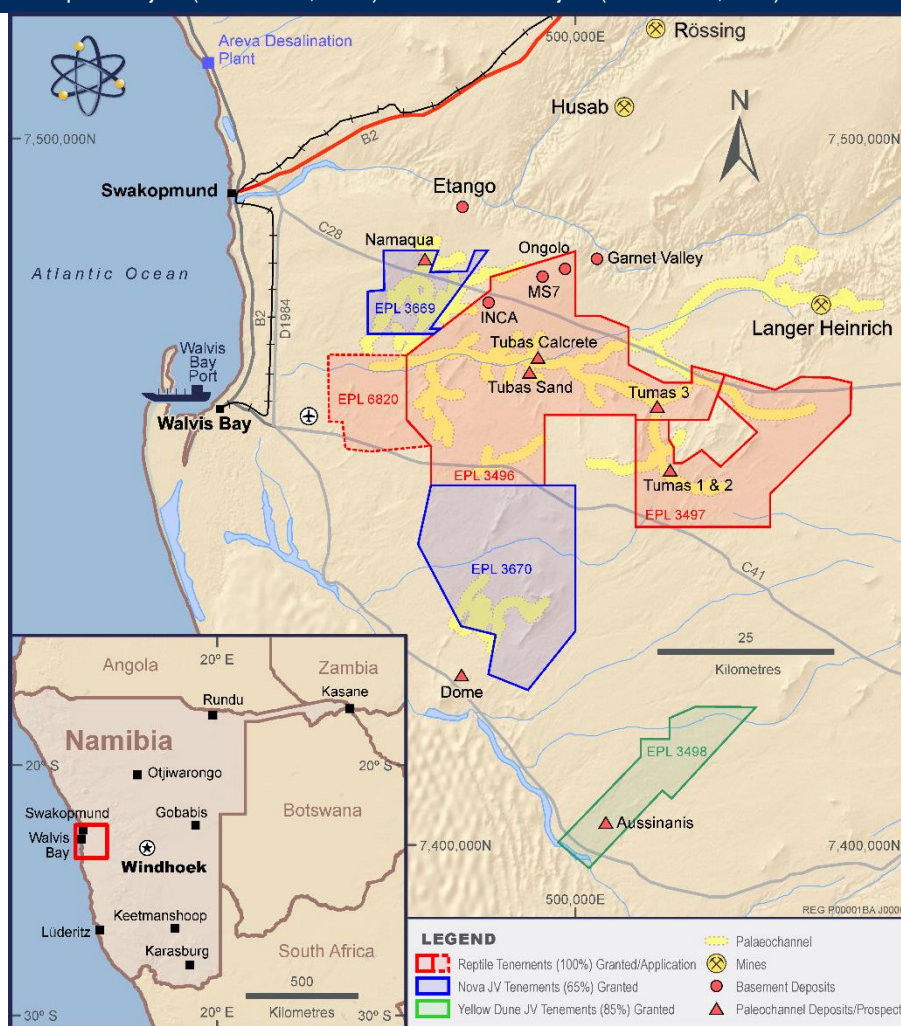 500,000E
Rössing
Areva Desalination
Plant
Husab
N
7,500,000N
7,500,000N
B2
Swakopmund
Etango
C28
Namaqua
Ongolo
Garnet Valley
Atlantic Ocean
MS7
EPL 3669
INCA
B2
D1984
Langer Heinrich
Tubas Calcrete
Walvis
Bay
Port
Tubas Sand
EPL 6820
Tumas 3
Walvis Bay
EPL 3496
Tumas 1 & 2
EPL 3497
EPL 3670
C41
25
Kilometres
Dome
EPL 3498
Aussinanis
7,400,000N
7,400,000N
500,000E
20° E
Angola
Zambia
Rundu
Kasane
Namibia
20° S
20° S
Otjiwarongo
Botswana
Swakopmund
Gobabis
Walvis
Bay
Windhoek
Keetmanshoop
Lüderitz
Karasburg
South Africa
500
Kilometres
30° S
20° E
30° S
LEGEND
Reptile Tenements (100%) Granted/Application
Nova JV Tenements (65%) Granted
Yellow Dune JV Tenements (85%) Granted
Palaeochannel
Mines
Basement Deposits
Paleochannel Deposits/Prospect